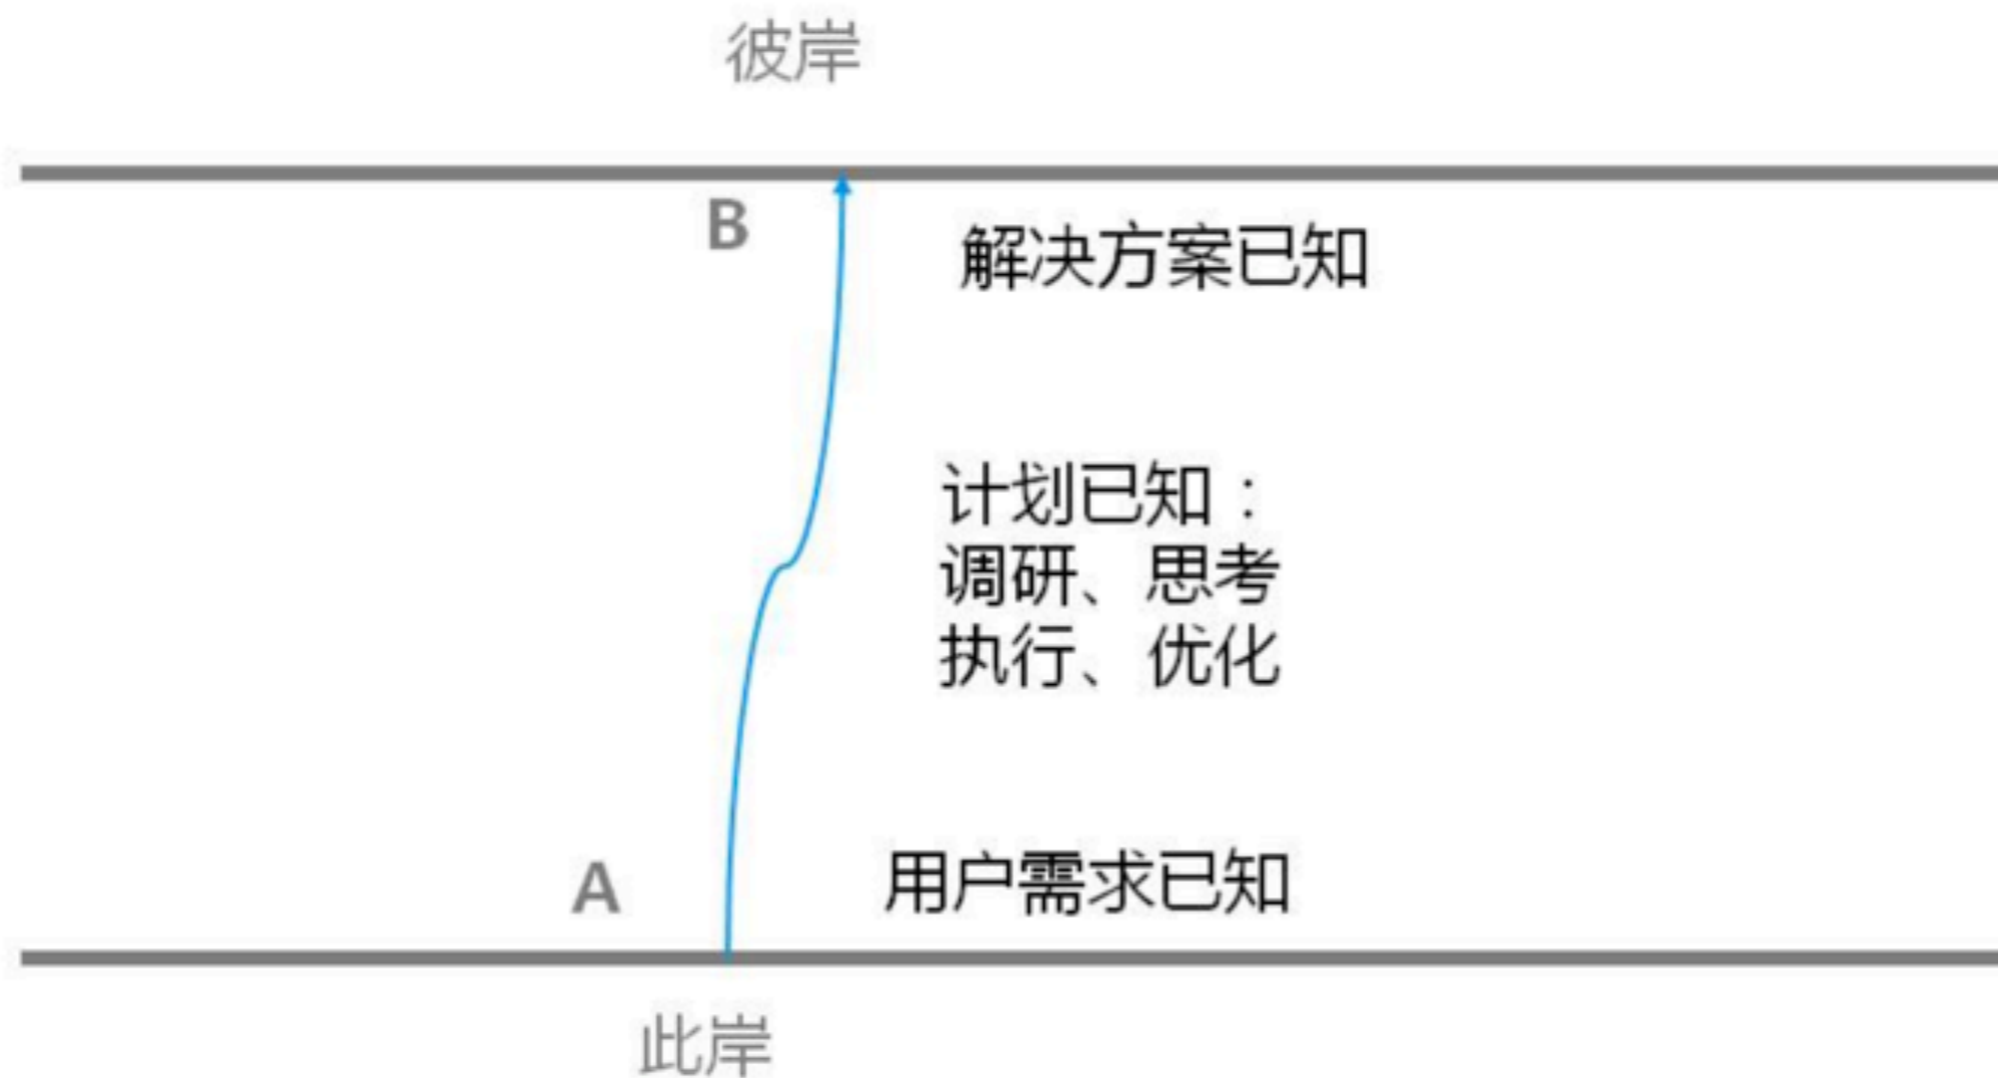 彼岸
B
解决方案已知
计划已知：
调研、思考
执行、优化
A
用户需求已知
此岸